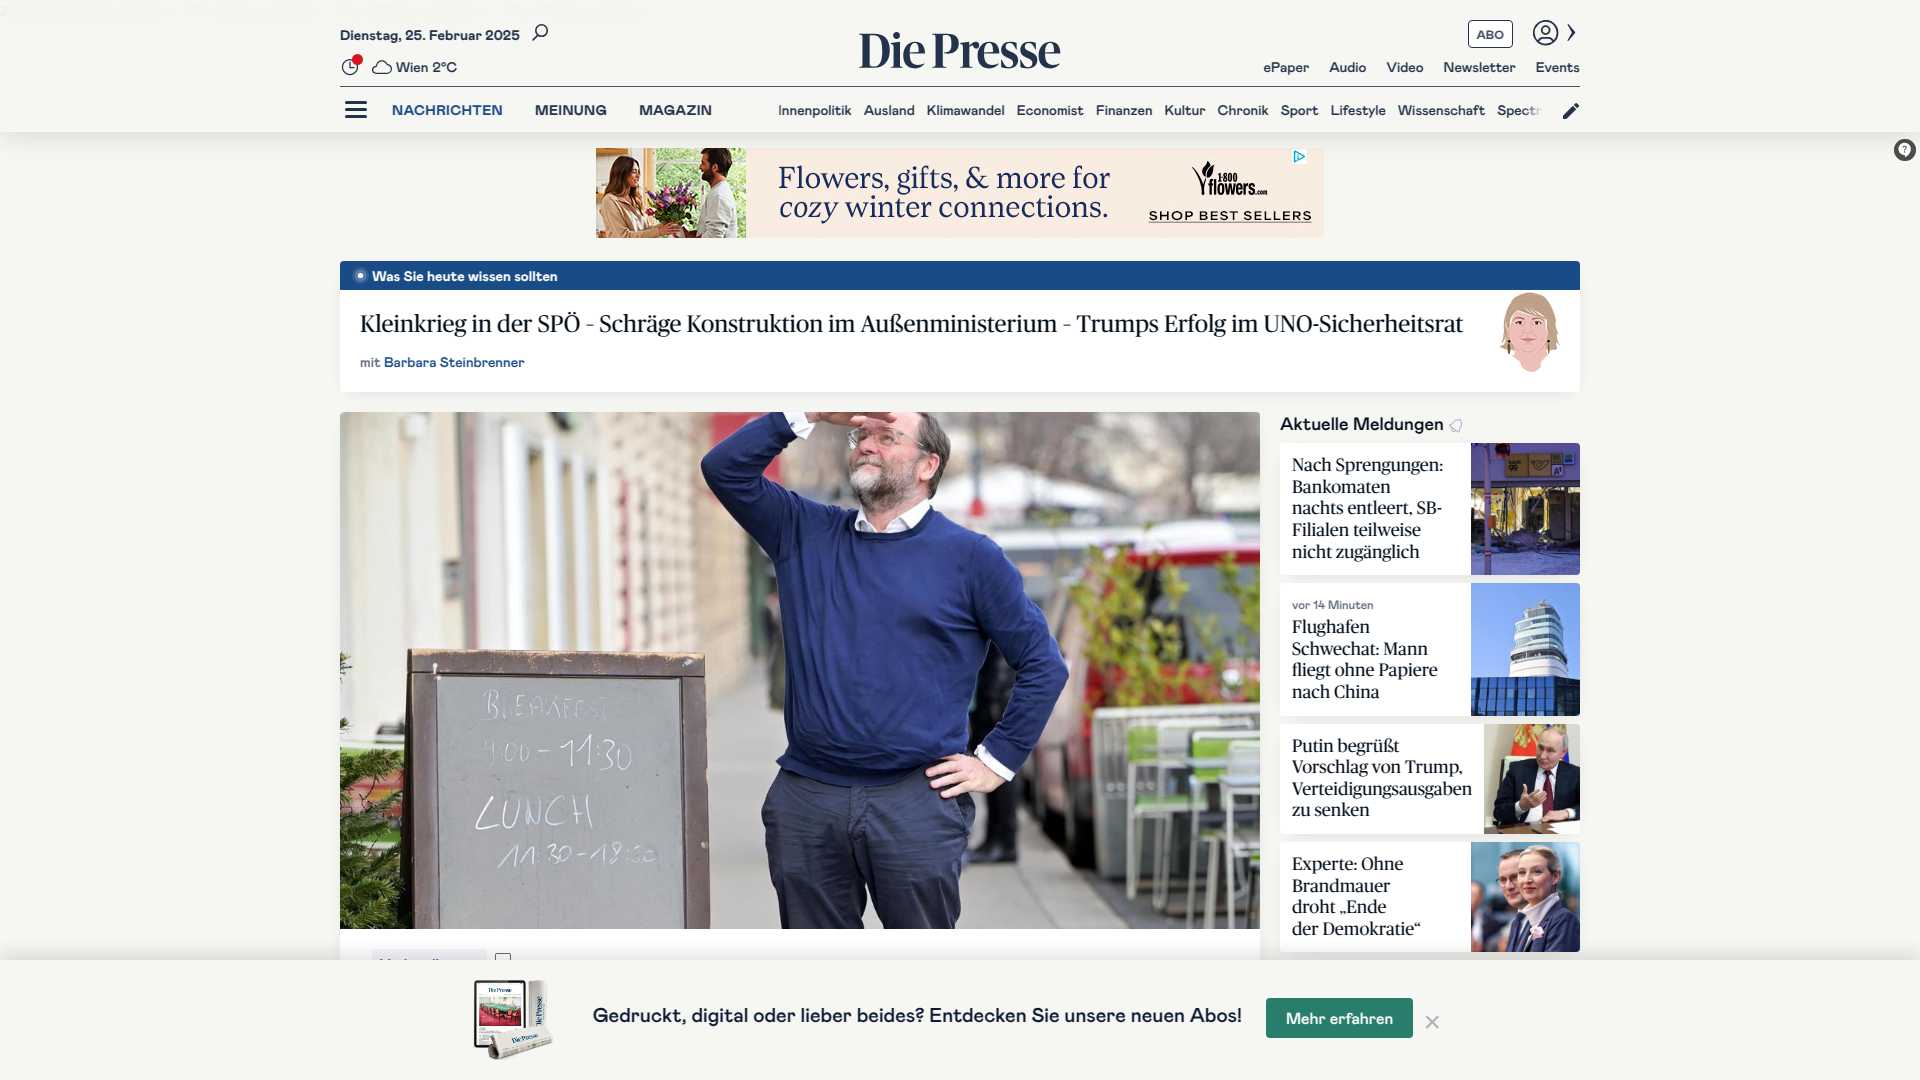 Dienstag, 25. Februar 2025
Wien 2°C
Die Presse
ABO
ePaper Audio Video Newsletter Events
NACHRICHTEN MEINUNG MAGAZIN
Innenpolitik Ausland Klimawandel Economist Finanzen Kultur Chronik Sport Lifestyle Wissenschaft Spectr
Flowers, gifts, & more for
cozy winter connections.
1-800
flowers.com
SHOP BEST SELLERS
Was Sie heute wissen sollten
Kleinkrieg in der SPÖ – Schräge Konstruktion im Außenministerium – Trumps Erfolg im UNO-Sicherheitsrat
mit Barbara Steinbrenner
BREAKFAST
9:00 – 11:30
LUNCH
11:30 – 18:00
Aktuelle Meldungen
Nach Sprengungen:
Bankomaten
nachts entleert, SB-
Filialen teilweise
nicht zugänglich
vor 14 Minuten
Flughafen
Schwechat: Mann
fliegt ohne Papiere
nach China
Putin begrüßt
Vorschlag von Trump,
Verteidigungsausgaben
zu senken
Experte: Ohne
Brandmauer
droht „Ende
der Demokratie“
Die Presse
Die Presse
Die Presse
Gedruckt, digital oder lieber beides? Entdecken Sie unsere neuen Abos!
Mehr erfahren